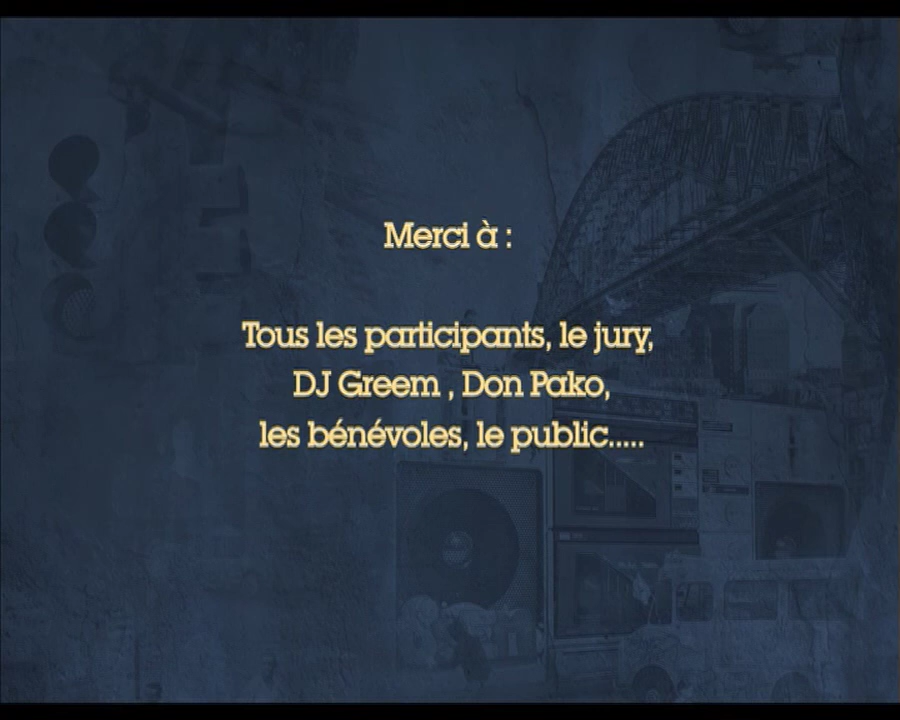 Merci à :
Tous les participants, le jury,
DJ Greem , Don Pako,
les bénévoles, le public.....